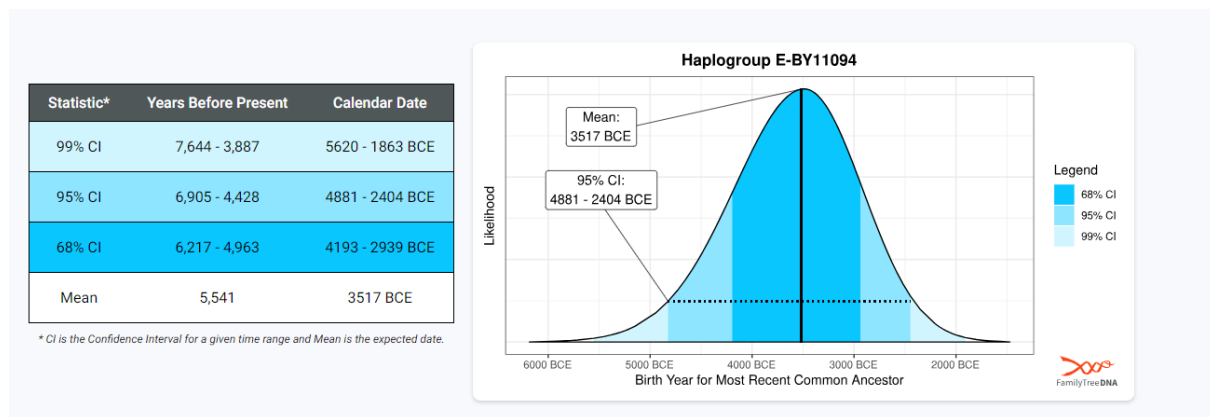 Statistic* Years Before Present Calendar Date
99% CI 7,644 - 3,887 5620 - 1863 BCE
95% CI 6,905 - 4,428 4881 - 2404 BCE
68% CI 6,217 - 4,963 4193 - 2939 BCE
Mean 5,541 3517 BCE
* CI is the Confidence Interval for a given time range and Mean is the expected date.
Haplogroup E-BY11094
Mean:
3517 BCE
95% CI:
4881 - 2404 BCE
Likelihood
6000 BCE 5000 BCE 4000 BCE 3000 BCE 2000 BCE
Birth Year for Most Recent Common Ancestor
Legend
68% CI
95% CI
99% CI
FamilyTreeDNA